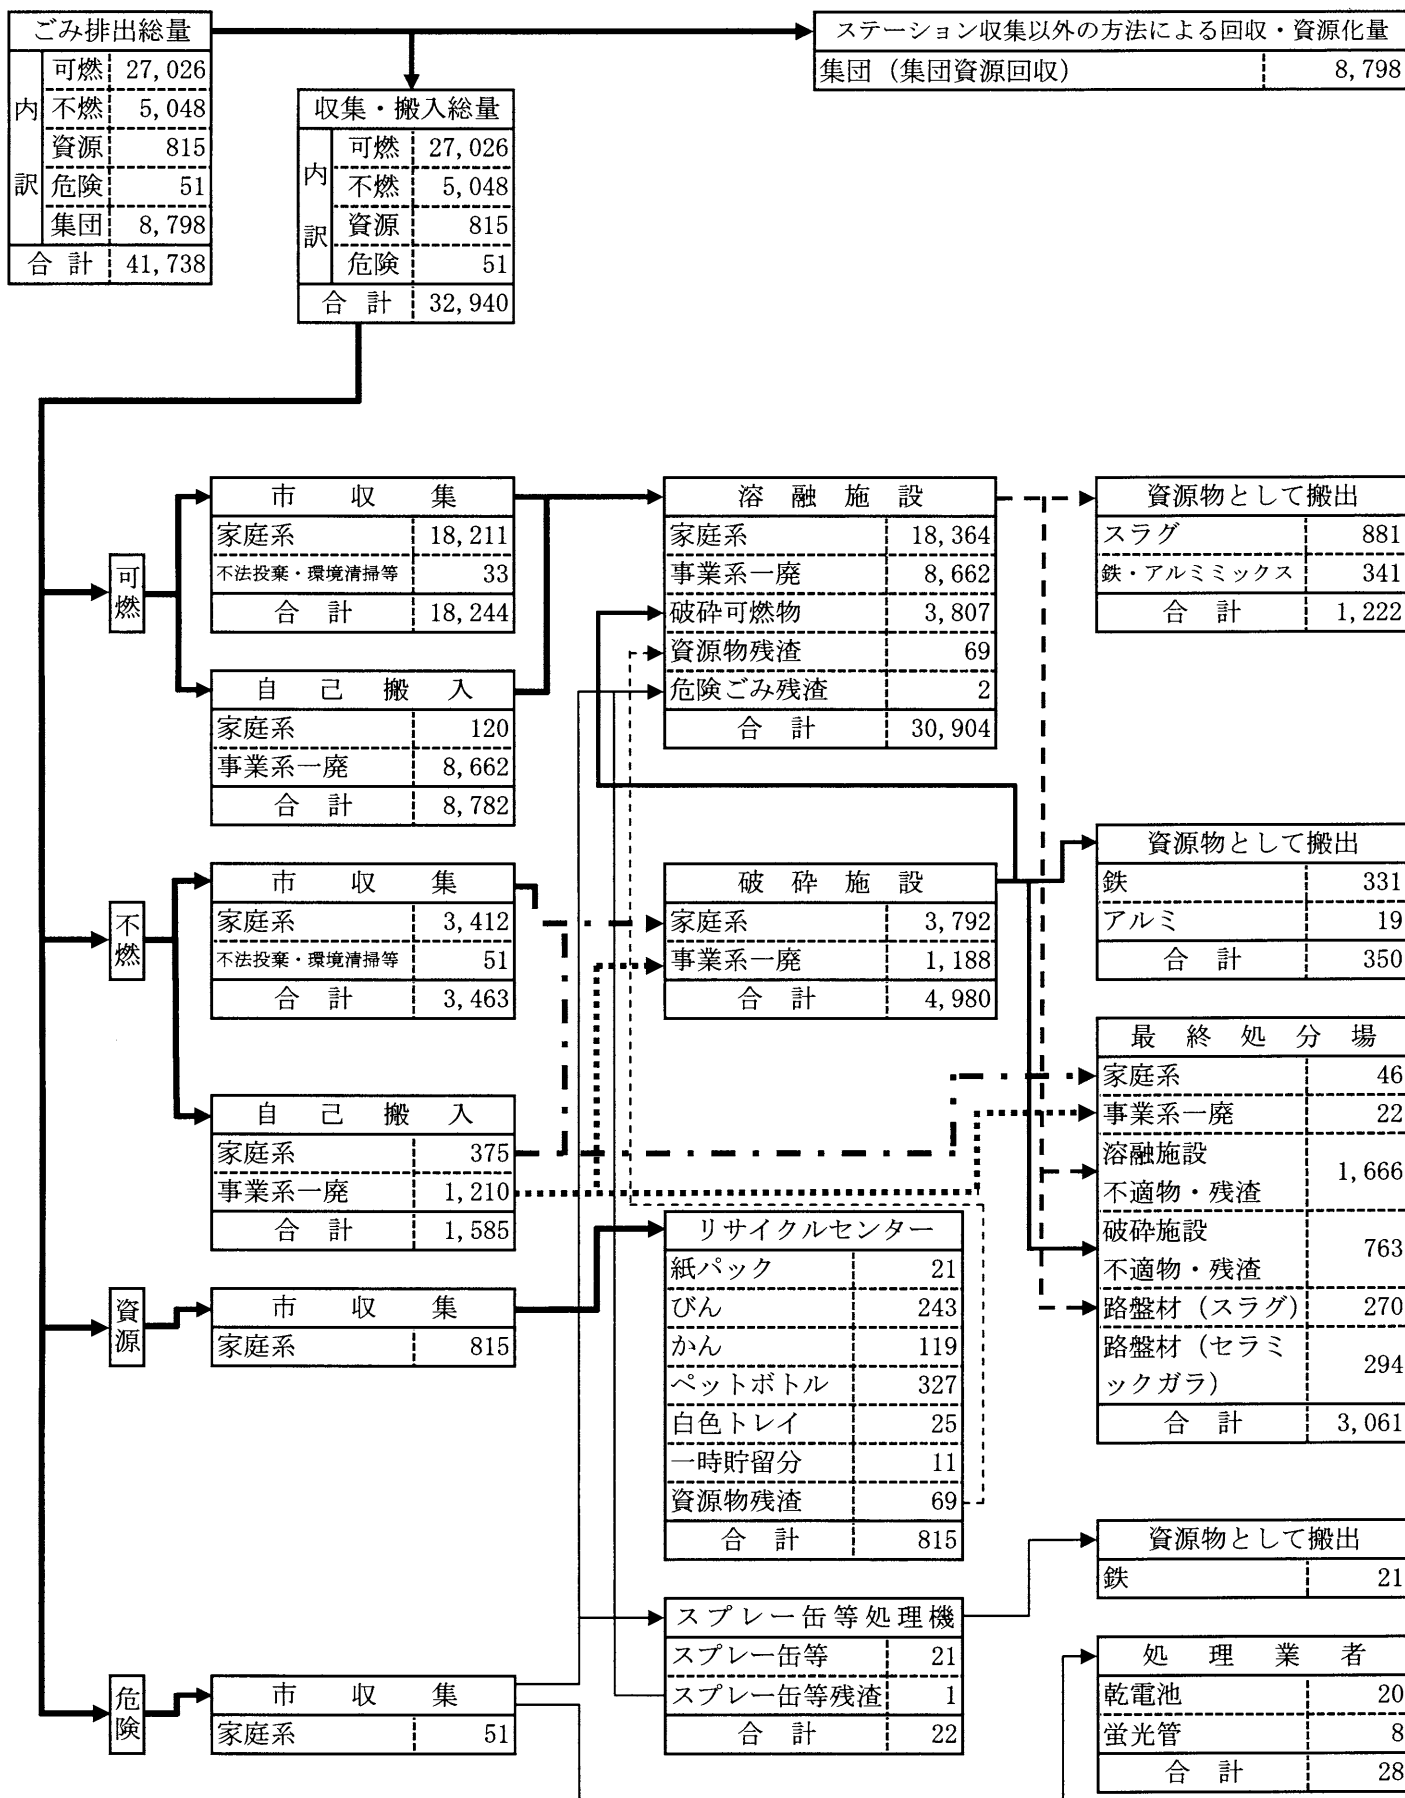 ごみ排出総量
内訳
可燃 27,026
不燃 5,048
資源 815
危険 51
集団 8,798
合計 41,738
ステーション収集以外の方法による回収・資源化量
集団（集団資源回収） 8,798
収集・搬入総量
内訳
可燃 27,026
不燃 5,048
資源 815
危険 51
合計 32,940
可燃
市収集
家庭系 18,211
不法投棄・環境清掃等 33
合計 18,244
自己搬入
家庭系 120
事業系一廃 8,662
合計 8,782
溶融施設
家庭系 18,364
事業系一廃 8,662
破砕可燃物 3,807
資源物残渣 69
危険ごみ残渣 2
合計 30,904
資源物として搬出
スラグ 881
鉄・アルミミックス 341
合計 1,222
不燃
市収集
家庭系 3,412
不法投棄・環境清掃等 51
合計 3,463
自己搬入
家庭系 375
事業系一廃 1,210
合計 1,585
破砕施設
家庭系 3,792
事業系一廃 1,188
合計 4,980
資源物として搬出
鉄 331
アルミ 19
合計 350
最終処分場
家庭系 46
事業系一廃 22
溶融施設
不適物・残渣 1,666
破砕施設
不適物・残渣 763
路盤材（スラグ） 270
路盤材（セラミ
ックガラ） 294
合計 3,061
資源
市収集
家庭系 815
リサイクルセンター
紙パック 21
びん 243
かん 119
ペットボトル 327
白色トレイ 25
一時貯留分 11
資源物残渣 69
合計 815
危険
市収集
家庭系 51
スプレー缶等処理機
スプレー缶等 21
スプレー缶等残渣 1
合計 22
資源物として搬出
鉄 21
処理業者
乾電池 20
蛍光管 8
合計 28